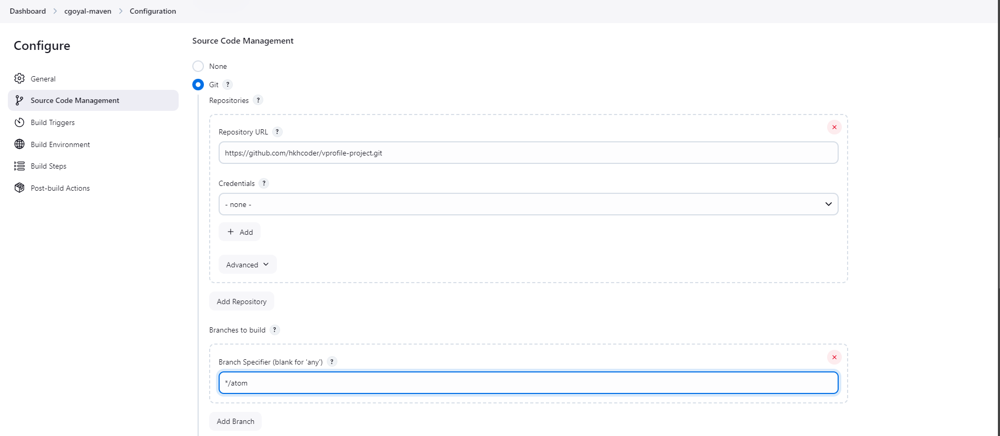 Dashboard > cgoyal-maven > Configuration
Configure
General
Source Code Management
Build Triggers
Build Environment
Build Steps
Post-build Actions
Source Code Management
None
Git ?
Repositories ?
Repository URL ?
https://github.com/hkhcoder/vprofile-project.git
Credentials ?
- none -
+ Add
Advanced
Add Repository
Branches to build ?
Branch Specifier (blank for 'any') ?
*/atom
Add Branch